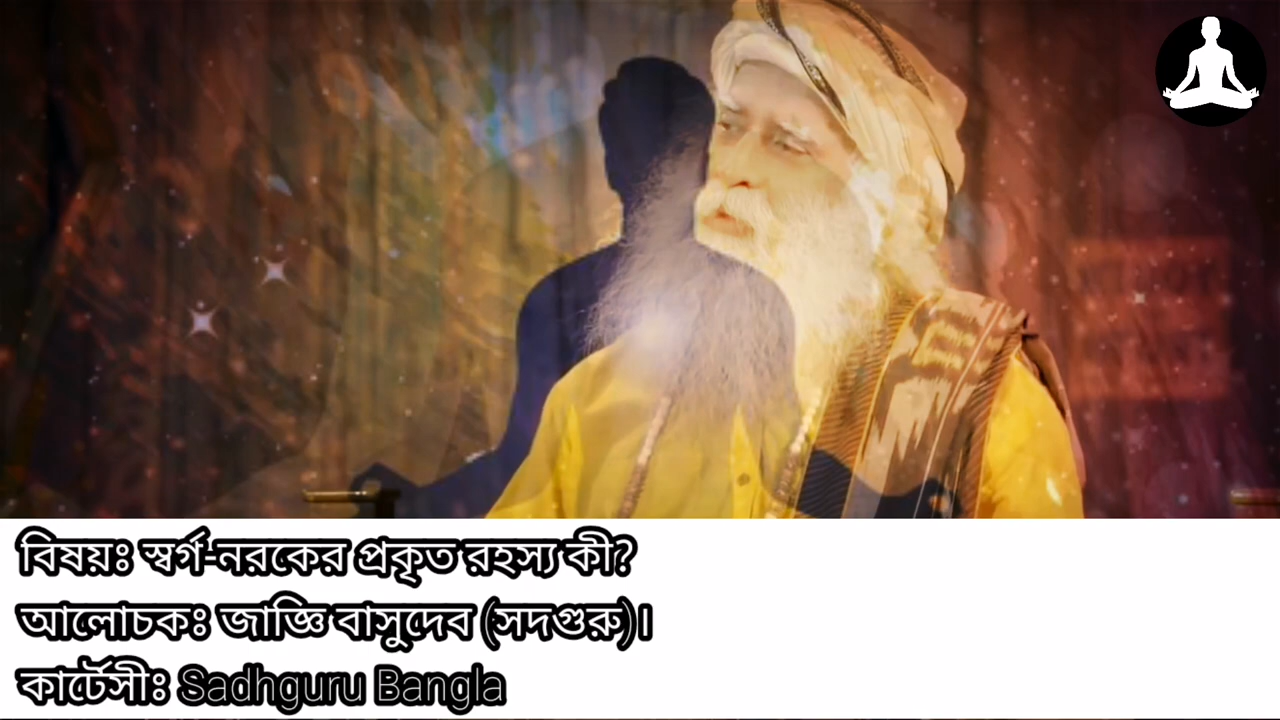 বিষয়ঃ স্বর্গ-নরকের প্রকৃত রহস্য কী?
আলোচকঃ জাজ্ঞি বাসুদেব (সদগুরু)।
কার্টেসীঃ Sadhguru Bangla